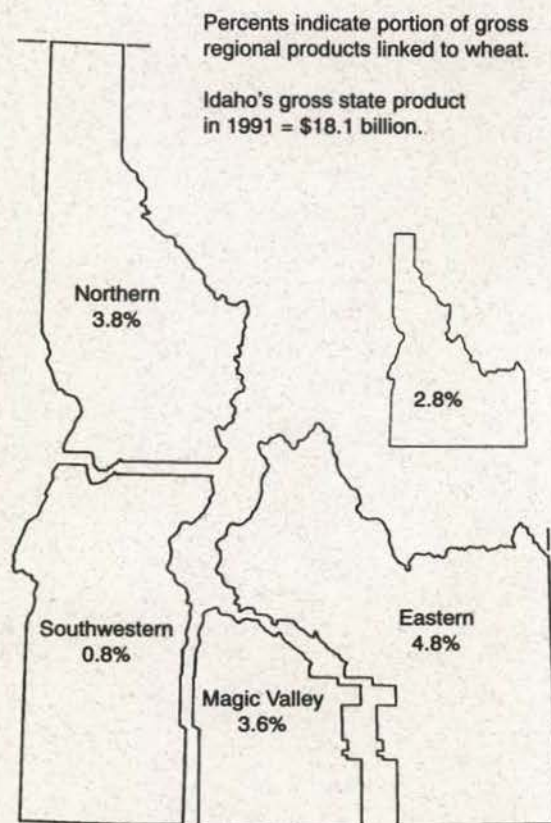 Percents indicate portion of gross
regional products linked to wheat.
Idaho's gross state product
in 1991 = $18.1 billion.
Northern
3.8%
2.8%
Southwestern
0.8%
Magic Valley
3.6%
Eastern
4.8%